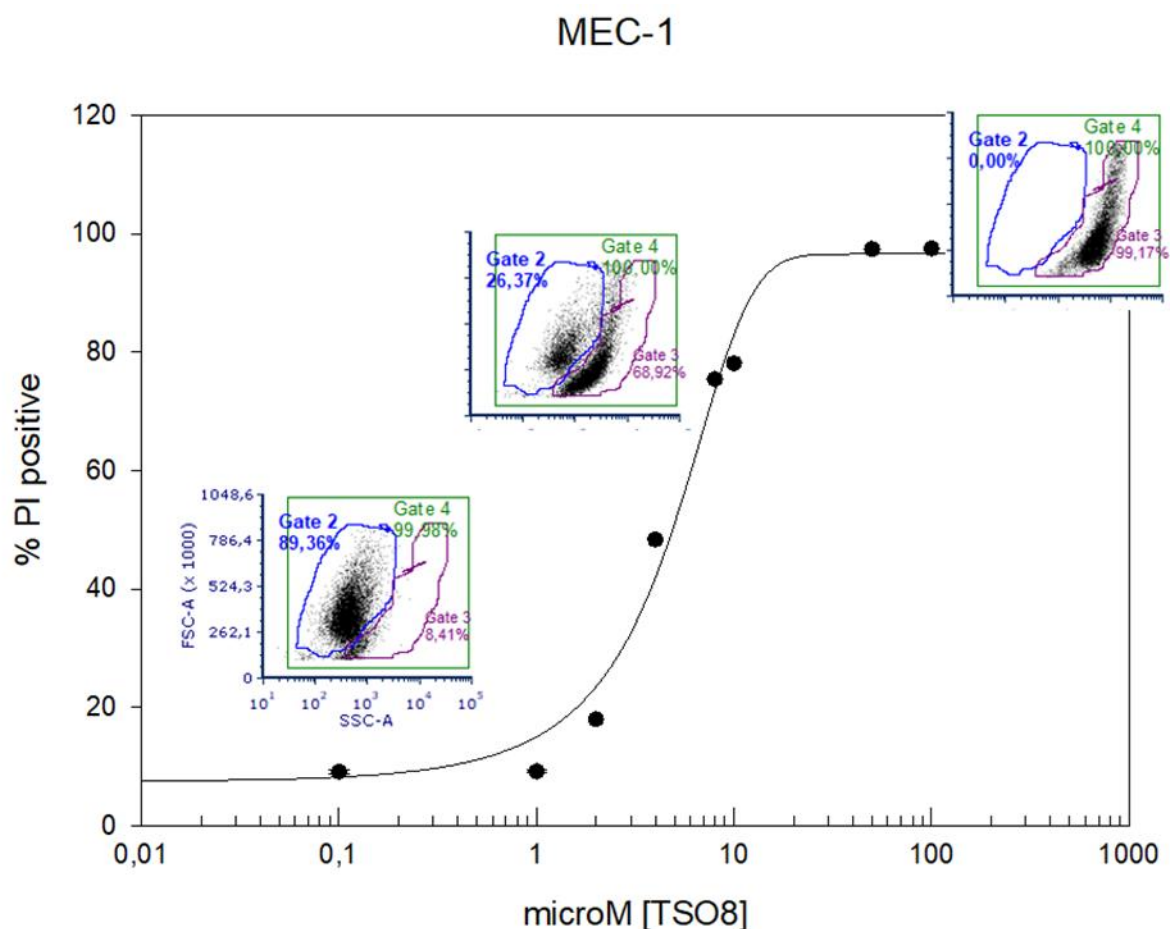 MEC-1
120
100
80
60
40
20
0
% PI positive
0,01
0,1
1
10
100
1000
microM [TSO8]
Gate 2
89,36%
Gate 4
99,98%
Gate 3
8,41%
1048,6
786,4
524,3
262,1
0
FSC-A (x 1000)
10¹
10²
10³
10⁴
10⁵
SSC-A
Gate 2
26,37%
Gate 4
100,00%
Gate 3
68,92%
Gate 2
0,00%
Gate 4
100,00%
Gate 3
99,17%